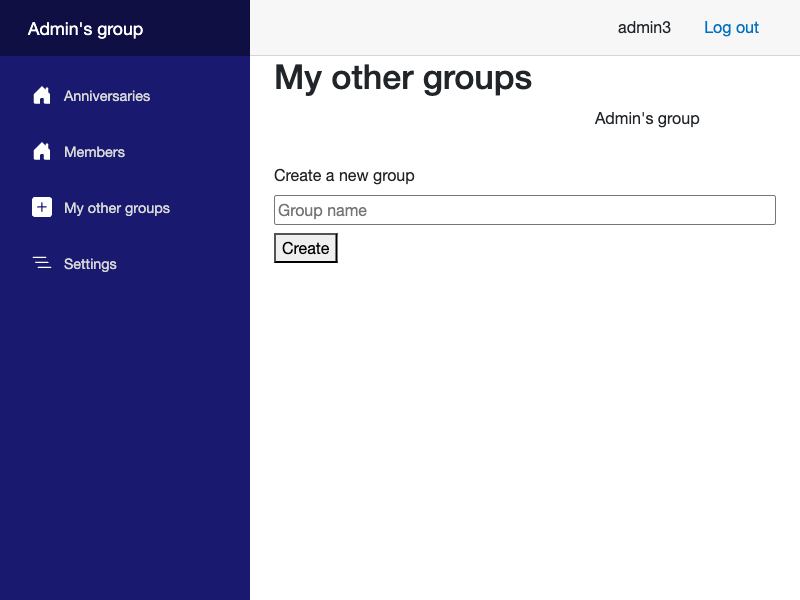 Admin's group
admin3
Log out
Anniversaries
Members
My other groups
Settings
My other groups
Admin's group
Create a new group
Group name
Create